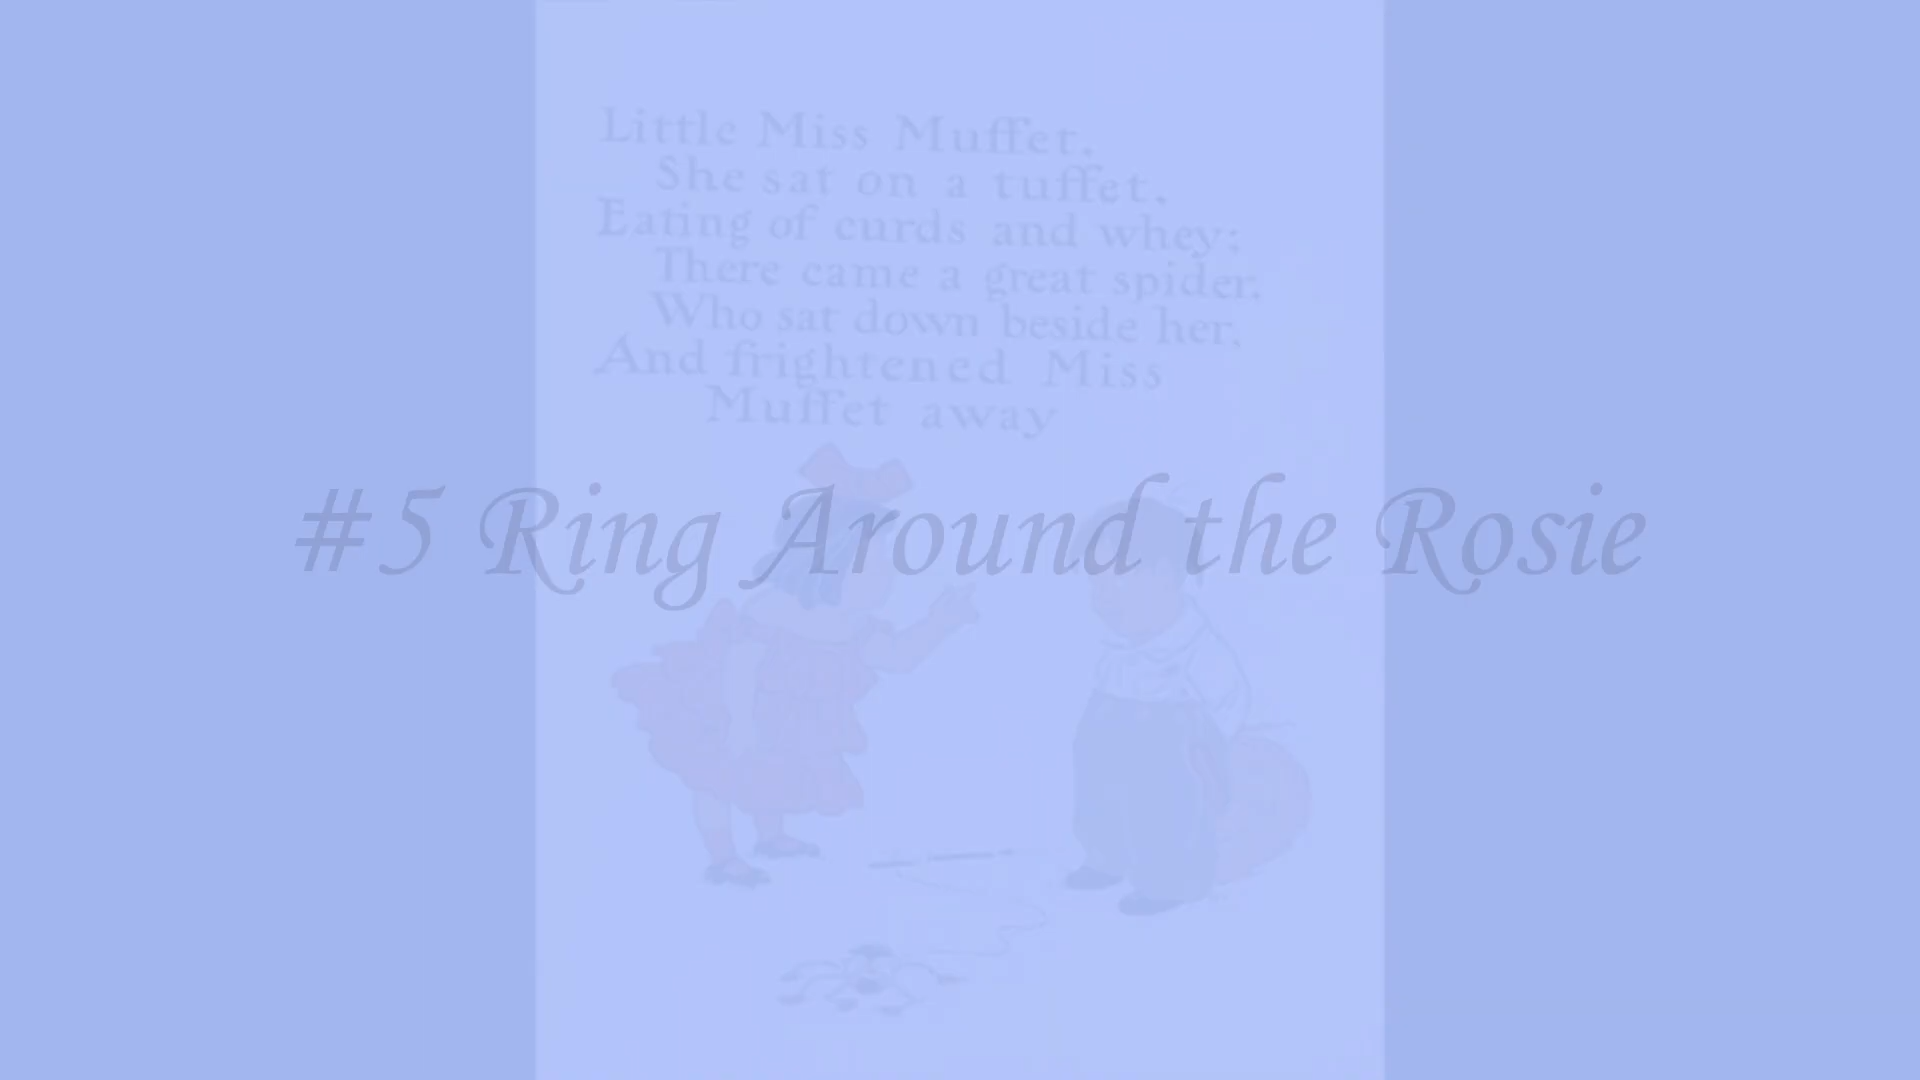 Little Miss Muffet,
She sat on a tuffet,
Eating of curds and whey;
There came a great spider,
Who sat down beside her,
And frightened Miss
Muffet away
#5 Ring Around the Rosie